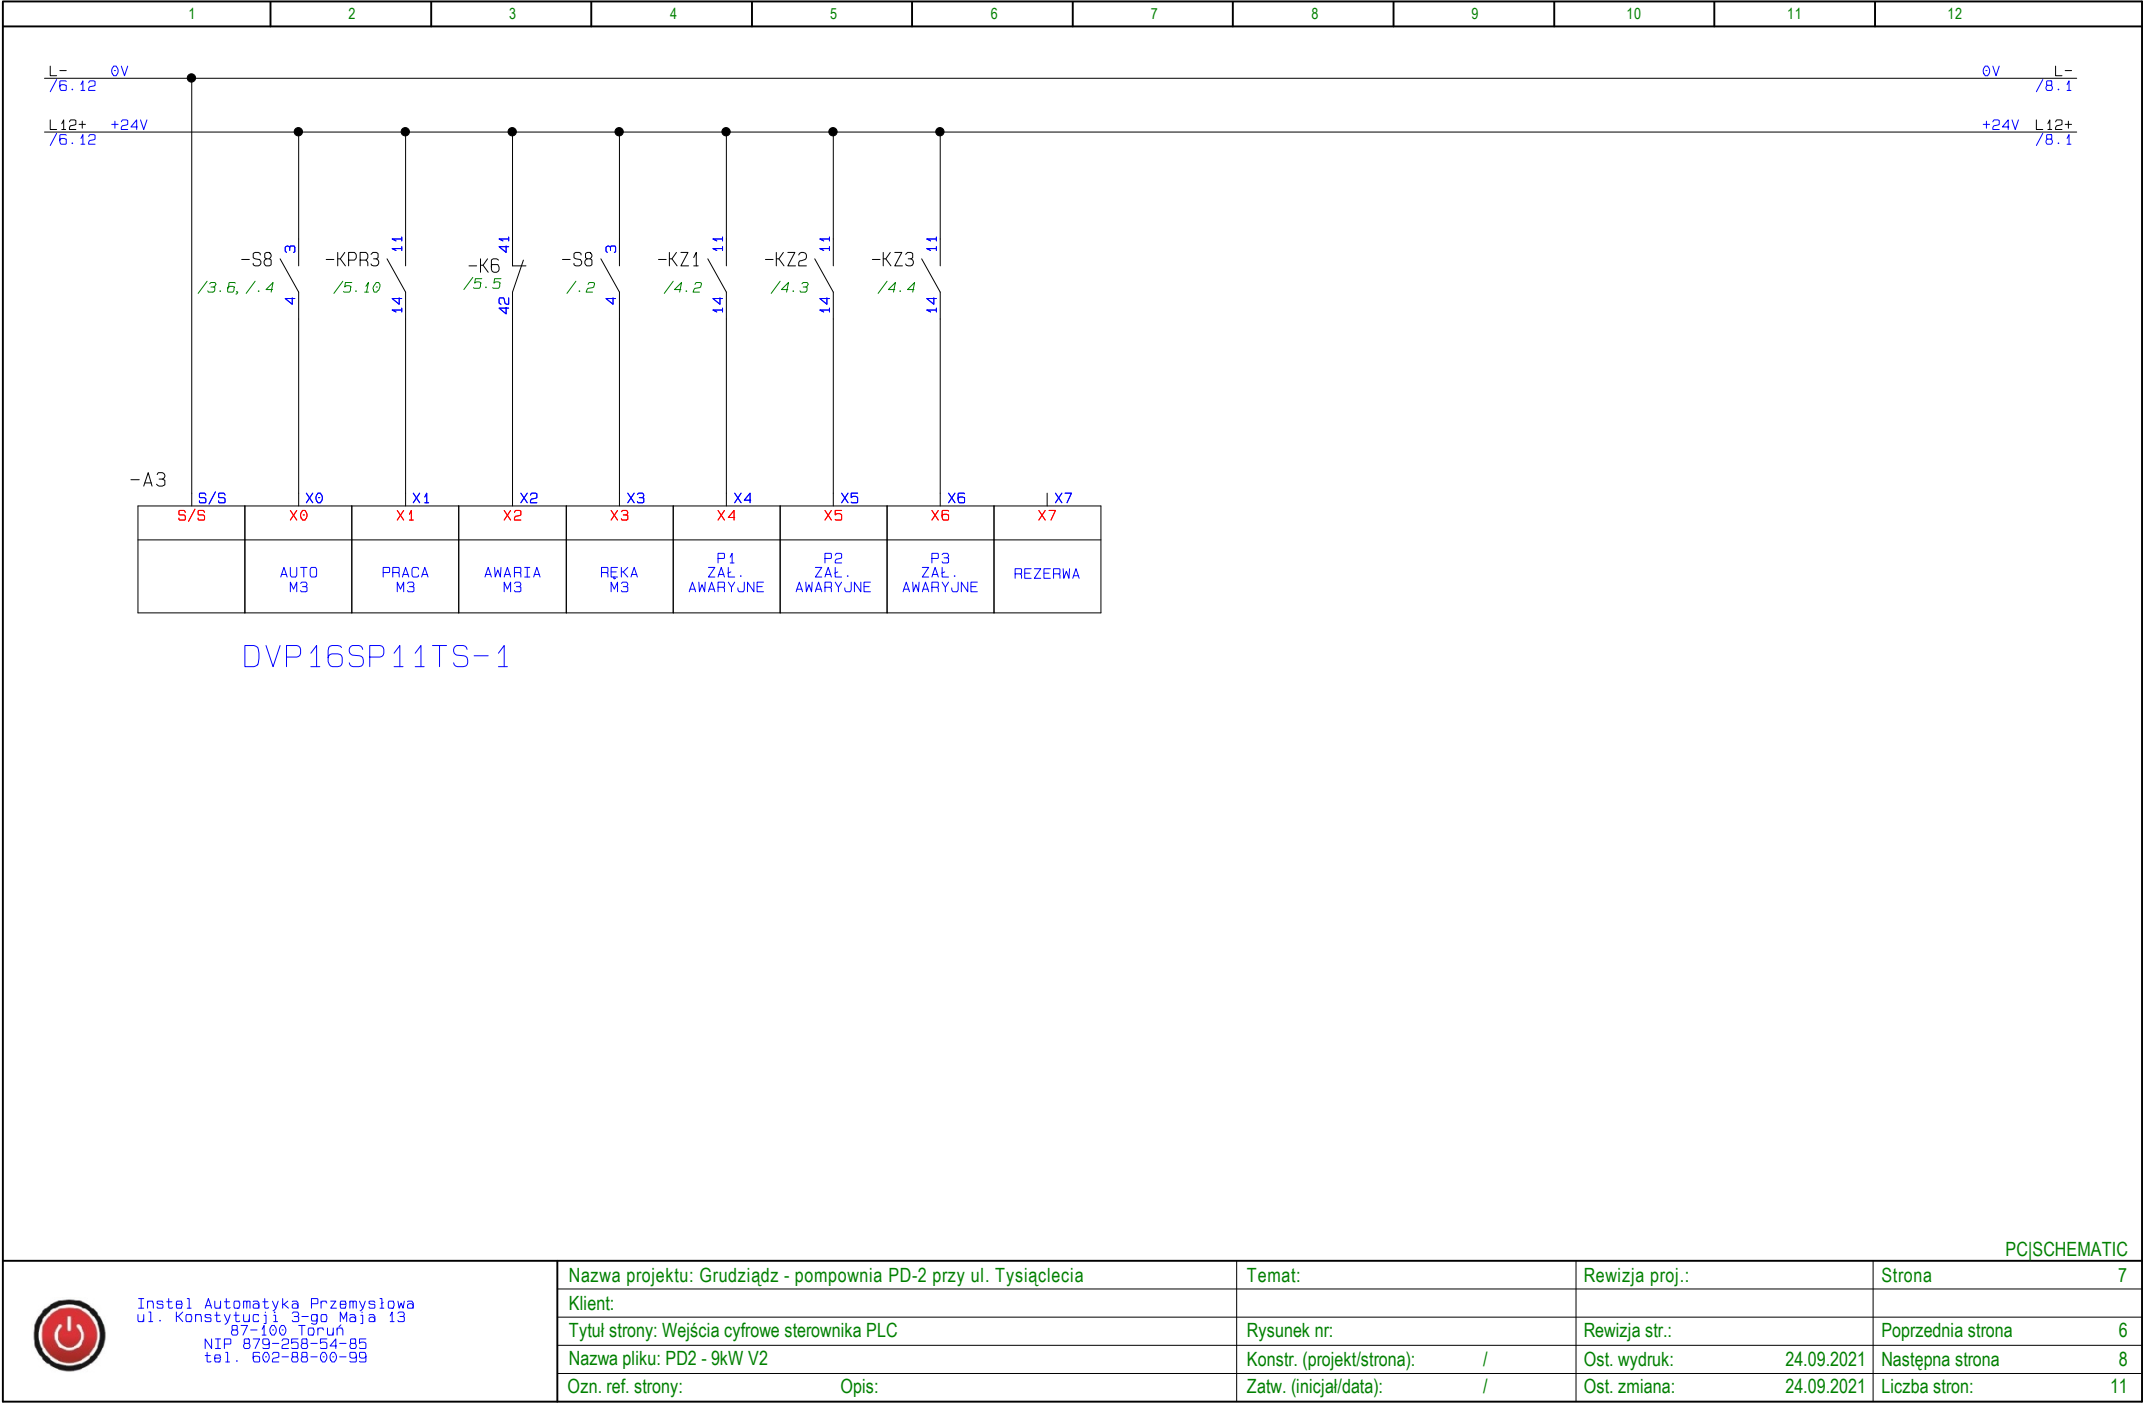 1 2 3 4 5 6 7 8 9 10 11 12
L- 0V 0V L-
/6.12 /8.1
L12+ +24V +24V L12+
/6.12 /8.1
3 11 41 3 11 11 11
-S8 -KPR3 -K6 -S8 -KZ1 -KZ2 -KZ3
/3.6, /.4 /5.10 /5.5 /.2 /4.2 /4.3 /4.4
4 14 42 4 14 14 14
-A3
S/S X0 X1 X2 X3 X4 X5 X6 X7
S/S X0 X1 X2 X3 X4 X5 X6 X7
AUTO M3
PRACA M3
AWARIA M3
RĘKA M3
P1 ZAŁ. AWARYJNE
P2 ZAŁ. AWARYJNE
P3 ZAŁ. AWARYJNE
REZERWA
DVP16SP11TS-1
PC|SCHEMATIC
Instel Automatyka Przemysłowa
ul. Konstytucji 3-go Maja 13
87-100 Toruń
NIP 879-258-54-85
tel. 602-88-00-99
Nazwa projektu: Grudziądz - pompownia PD-2 przy ul. Tysiąclecia Temat: Rewizja proj.: Strona 7
Klient:
Tytuł strony: Wejścia cyfrowe sterownika PLC Rysunek nr: Rewizja str.: Poprzednia strona 6
Nazwa pliku: PD2 - 9kW V2 Konstr. (projekt/strona): / Ost. wydruk: 24.09.2021 Następna strona 8
Ozn. ref. strony: Opis: Zatw. (inicjał/data): / Ost. zmiana: 24.09.2021 Liczba stron: 11